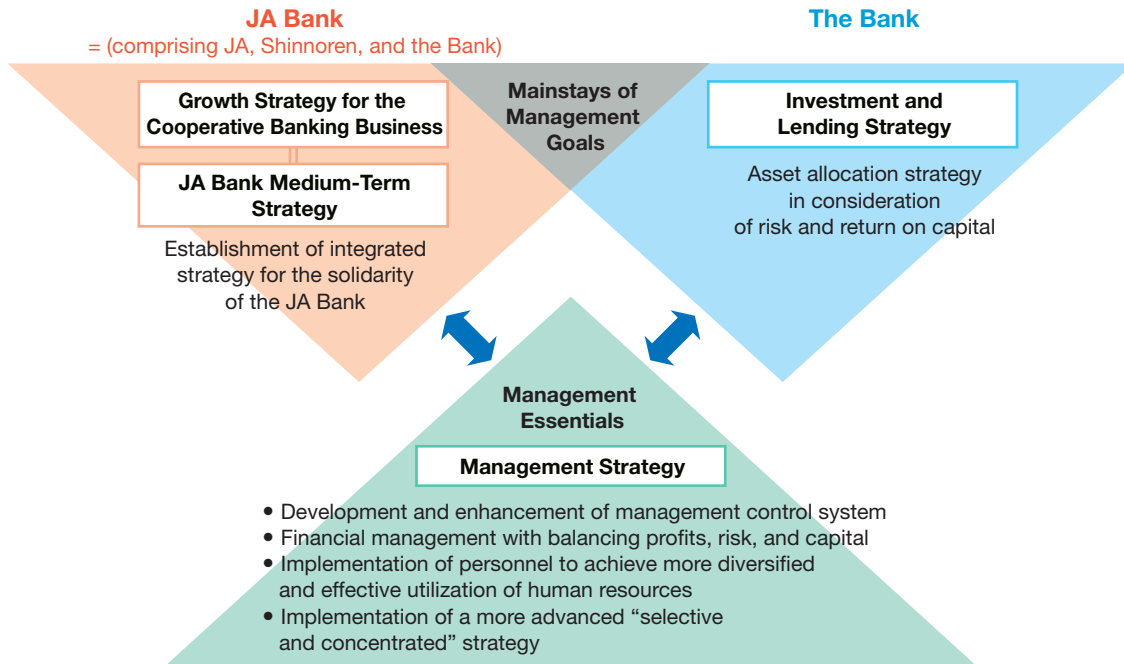 JA Bank
= (comprising JA, Shinnoren, and the Bank)
Growth Strategy for the
Cooperative Banking Business
JA Bank Medium-Term
Strategy
Establishment of integrated
strategy for the solidarity
of the JA Bank
Mainstays of
Management
Goals
The Bank
Investment and
Lending Strategy
Asset allocation strategy
in consideration
of risk and return on capital
Management
Essentials
Management Strategy
• Development and enhancement of management control system
• Financial management with balancing profits, risk, and capital
• Implementation of personnel to achieve more diversified
and effective utilization of human resources
• Implementation of a more advanced “selective
and concentrated” strategy